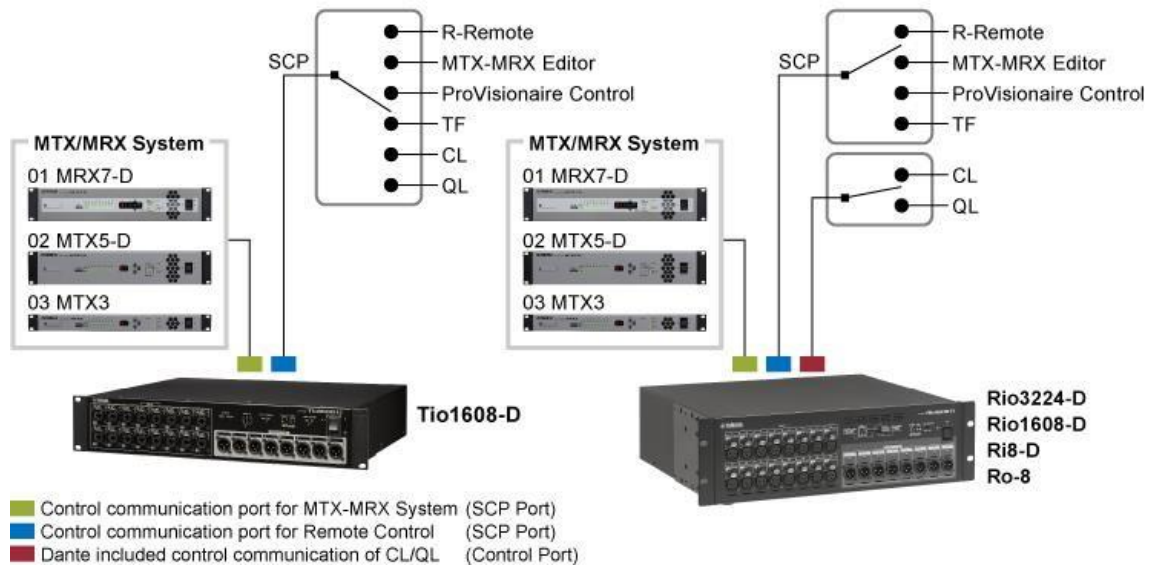 R-Remote
SCP
MTX-MRX Editor
ProVisionaire Control
TF
CL
QL
MTX/MRX System
01 MRX7-D
02 MTX5-D
03 MTX3
Tio1608-D
R-Remote
SCP
MTX-MRX Editor
ProVisionaire Control
TF
CL
QL
MTX/MRX System
01 MRX7-D
02 MTX5-D
03 MTX3
Rio3224-D
Rio1608-D
Ri8-D
Ro-8
Control communication port for MTX-MRX System (SCP Port)
Control communication port for Remote Control (SCP Port)
Dante included control communication of CL/QL (Control Port)